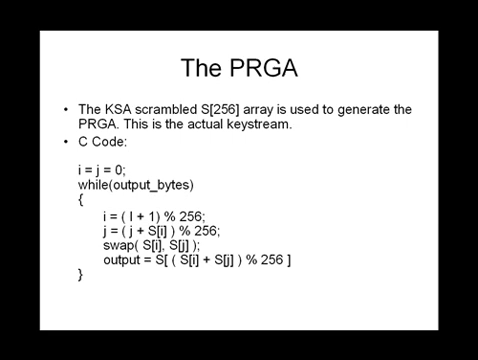 The PRGA
• The KSA scrambled S[256] array is used to generate the
PRGA. This is the actual keystream.
• C Code:
i = j = 0;
while(output_bytes)
{
i = ( I + 1) % 256;
j = ( j + S[i] ) % 256;
swap( S[i], S[j] );
output = S[ ( S[i] + S[j] ) % 256 ]
}